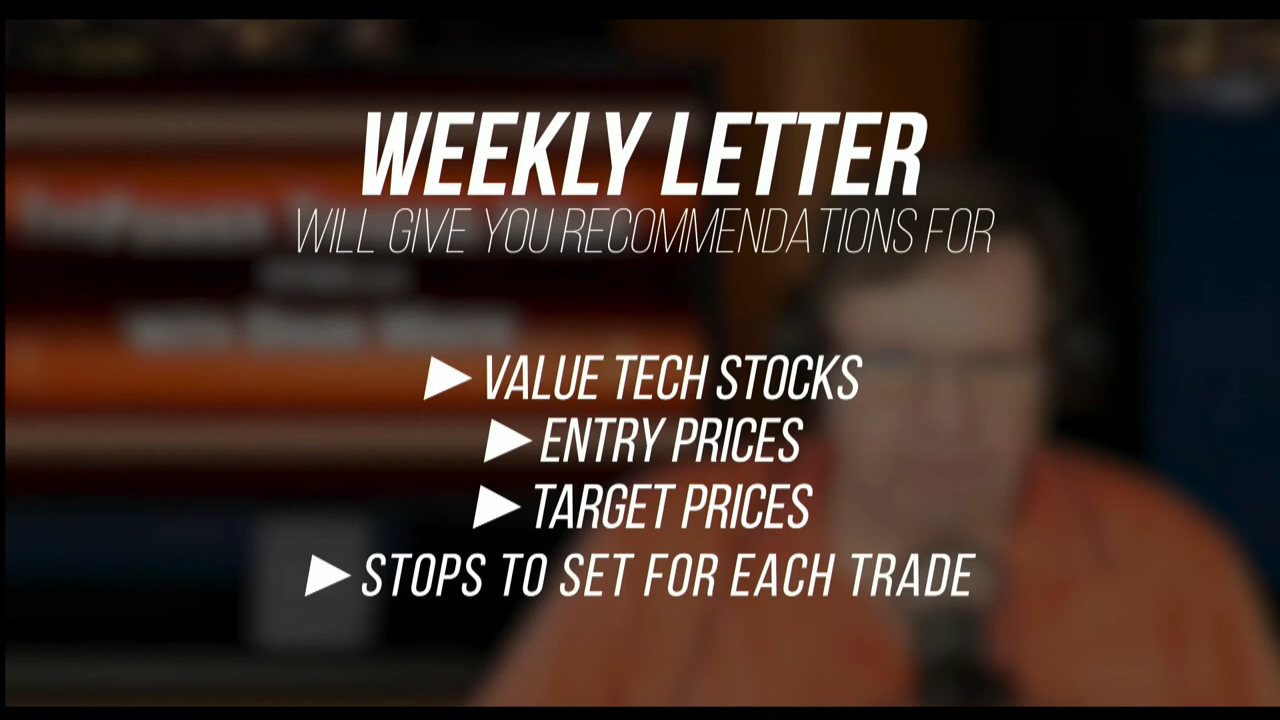 WEEKLY LETTER
WILL GIVE YOU RECOMMENDATIONS FOR
▶ VALUE TECH STOCKS
▶ ENTRY PRICES
▶ TARGET PRICES
▶ STOPS TO SET FOR EACH TRADE